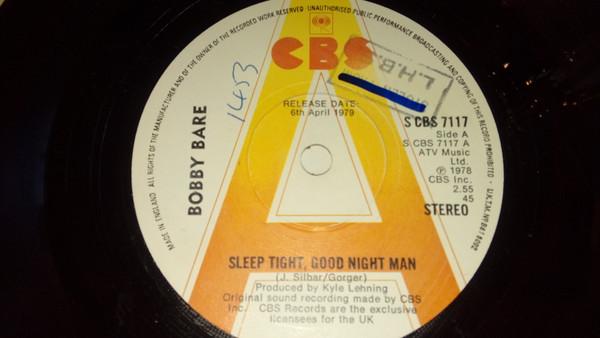 MADE IN ENGLAND. ALL RIGHTS OF THE MANUFACTURER AND OF THE OWNER OF THE RECORDED WORK RESERVED · UNAUTHORISED PUBLIC PERFORMANCE BROADCASTING AND COPYING OF THIS RECORD PROHIBITED · U.K.T.M. Nº B418092
CBS
1453
L.H.B.S.
RELEASE DATE:
6th April 1979
BOBBY BARE
S CBS 7117
Side A
S CBS 7117 A
ATV Music
Ltd.
℗ 1978
CBS Inc.
2.55
45
STEREO
SLEEP TIGHT, GOOD NIGHT MAN
(J. Silbar/Gorger)
Produced by Kyle Lehning
Original sound recording made by CBS
Inc. CBS Records are the exclusive
licensees for the UK